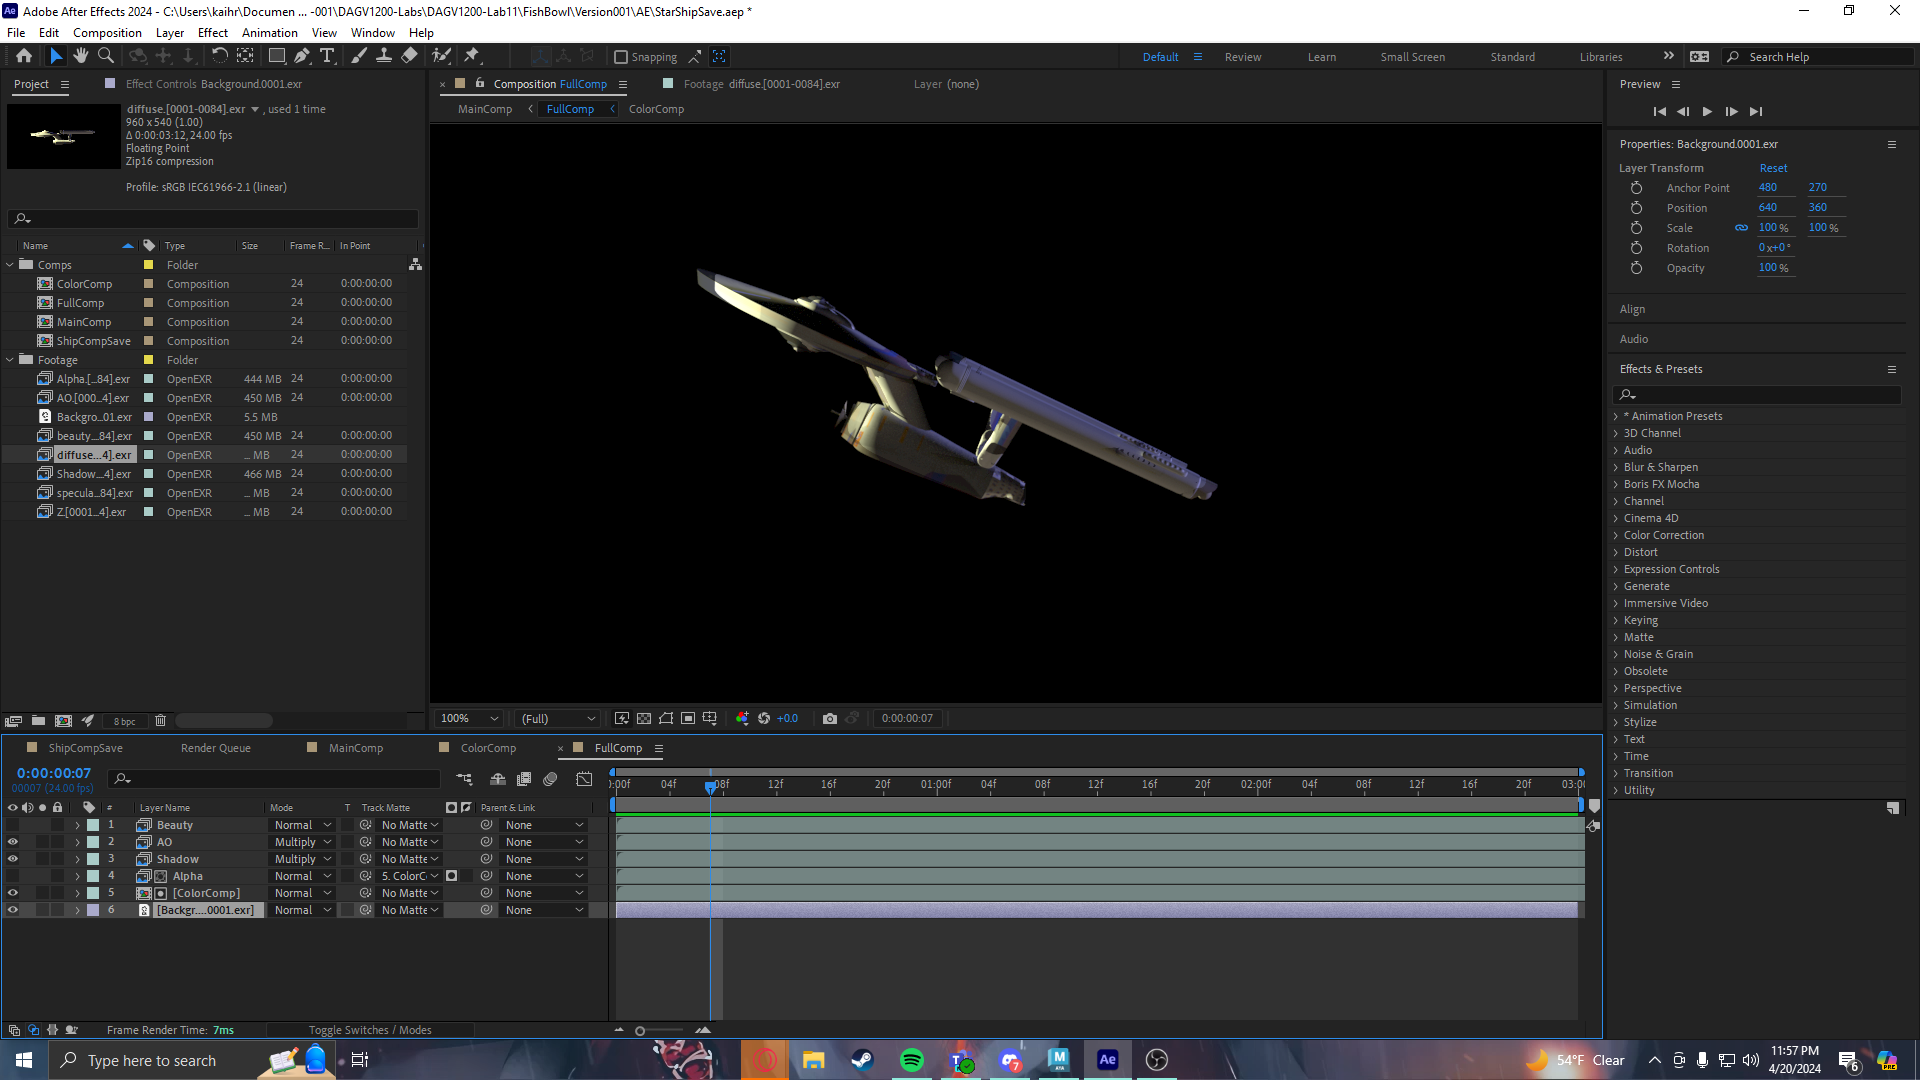 Adobe After Effects 2024 - C:\Users\kaihr\Documen ... -001\DAGV1200-Labs\DAGV1200-Lab11\FishBowl\Version001\AE\StarShipSave.aep *
File Edit Composition Layer Effect Animation View Window Help
Snapping Default Review Learn Small Screen Standard Libraries Search Help
Project Effect Controls Background.0001.exr
diffuse.[0001-0084].exr , used 1 time
960 x 540 (1.00)
Δ 0:00:03:12, 24.00 fps
Floating Point
Zip16 compression
Profile: sRGB IEC61966-2.1 (linear)
Name Type Size Frame R... In Point
Comps Folder
ColorComp Composition 24 0:00:00:00
FullComp Composition 24 0:00:00:00
MainComp Composition 24 0:00:00:00
ShipCompSave Composition 24 0:00:00:00
Footage Folder
Alpha.[...84].exr OpenEXR 444 MB 24 0:00:00:00
AO.[000...4].exr OpenEXR 450 MB 24 0:00:00:00
Backgro...01.exr OpenEXR 5.5 MB
beauty....84].exr OpenEXR 450 MB 24 0:00:00:00
diffuse....4].exr OpenEXR ... MB 24 0:00:00:00
Shadow....4].exr OpenEXR 466 MB 24 0:00:00:00
specula...84].exr OpenEXR ... MB 24 0:00:00:00
Z.[0001...4].exr OpenEXR ... MB 24 0:00:00:00
8 bpc
Composition FullComp Footage diffuse.[0001-0084].exr Layer (none)
MainComp FullComp ColorComp
100% (Full) +0.0 0:00:00:07
Preview
Properties: Background.0001.exr
Layer Transform Reset
Anchor Point 480 270
Position 640 360
Scale 100 % 100 %
Rotation 0x+0°
Opacity 100 %
Align
Audio
Effects & Presets
* Animation Presets
3D Channel
Audio
Blur & Sharpen
Boris FX Mocha
Channel
Cinema 4D
Color Correction
Distort
Expression Controls
Generate
Immersive Video
Keying
Matte
Noise & Grain
Obsolete
Perspective
Simulation
Stylize
Text
Time
Transition
Utility
ShipCompSave Render Queue MainComp ColorComp FullComp
0:00:00:07
00007 (24.00 fps)
):00f 04f 08f 12f 16f 20f 01:00f 04f 08f 12f 16f 20f 02:00f 04f 08f 12f 16f 20f 03:00
# Layer Name Mode T Track Matte Parent & Link
1 Beauty Normal No Matte None
2 AO Multiply No Matte None
3 Shadow Multiply No Matte None
4 Alpha Normal 5. ColorC None
5 [ColorComp] Normal No Matte None
6 [Backgr....0001.exr] Normal No Matte None
Frame Render Time: 7ms Toggle Switches / Modes
Type here to search
7
Ae
54°F Clear
11:57 PM
4/20/2024
6